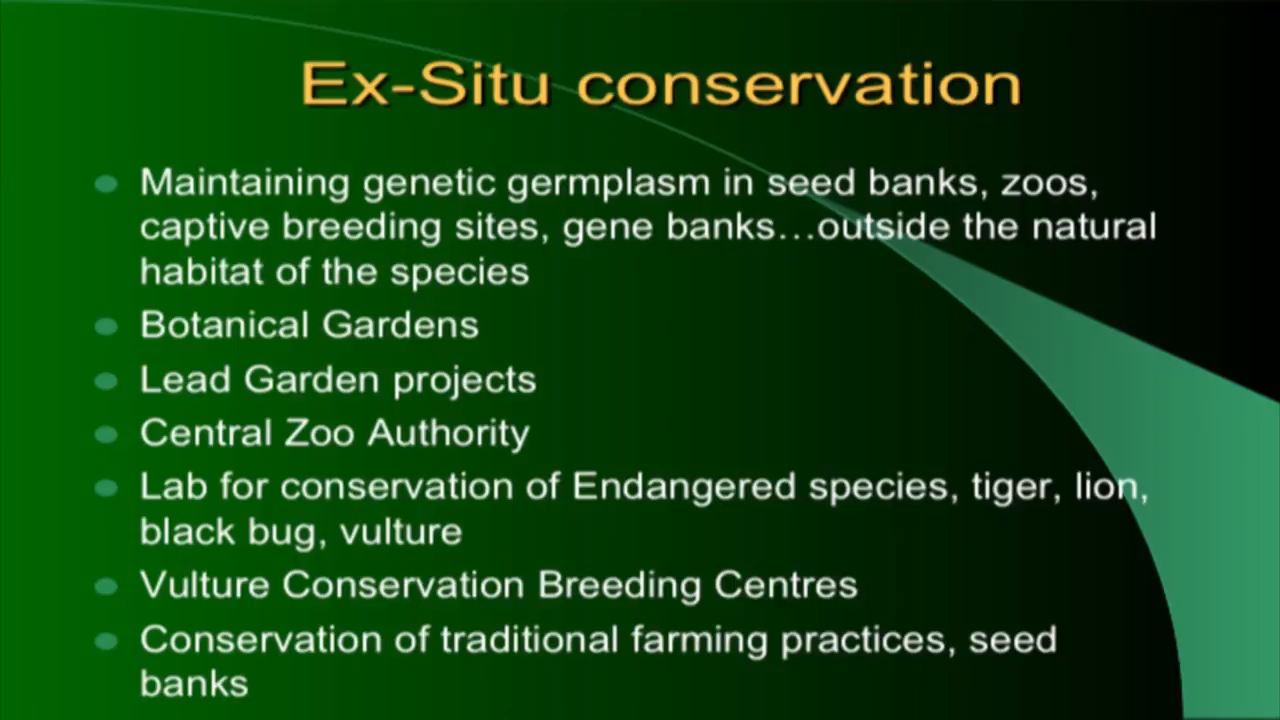 Ex-Situ conservation
Maintaining genetic germplasm in seed banks, zoos,
captive breeding sites, gene banks…outside the natural
habitat of the species
Botanical Gardens
Lead Garden projects
Central Zoo Authority
Lab for conservation of Endangered species, tiger, lion,
black bug, vulture
Vulture Conservation Breeding Centres
Conservation of traditional farming practices, seed
banks